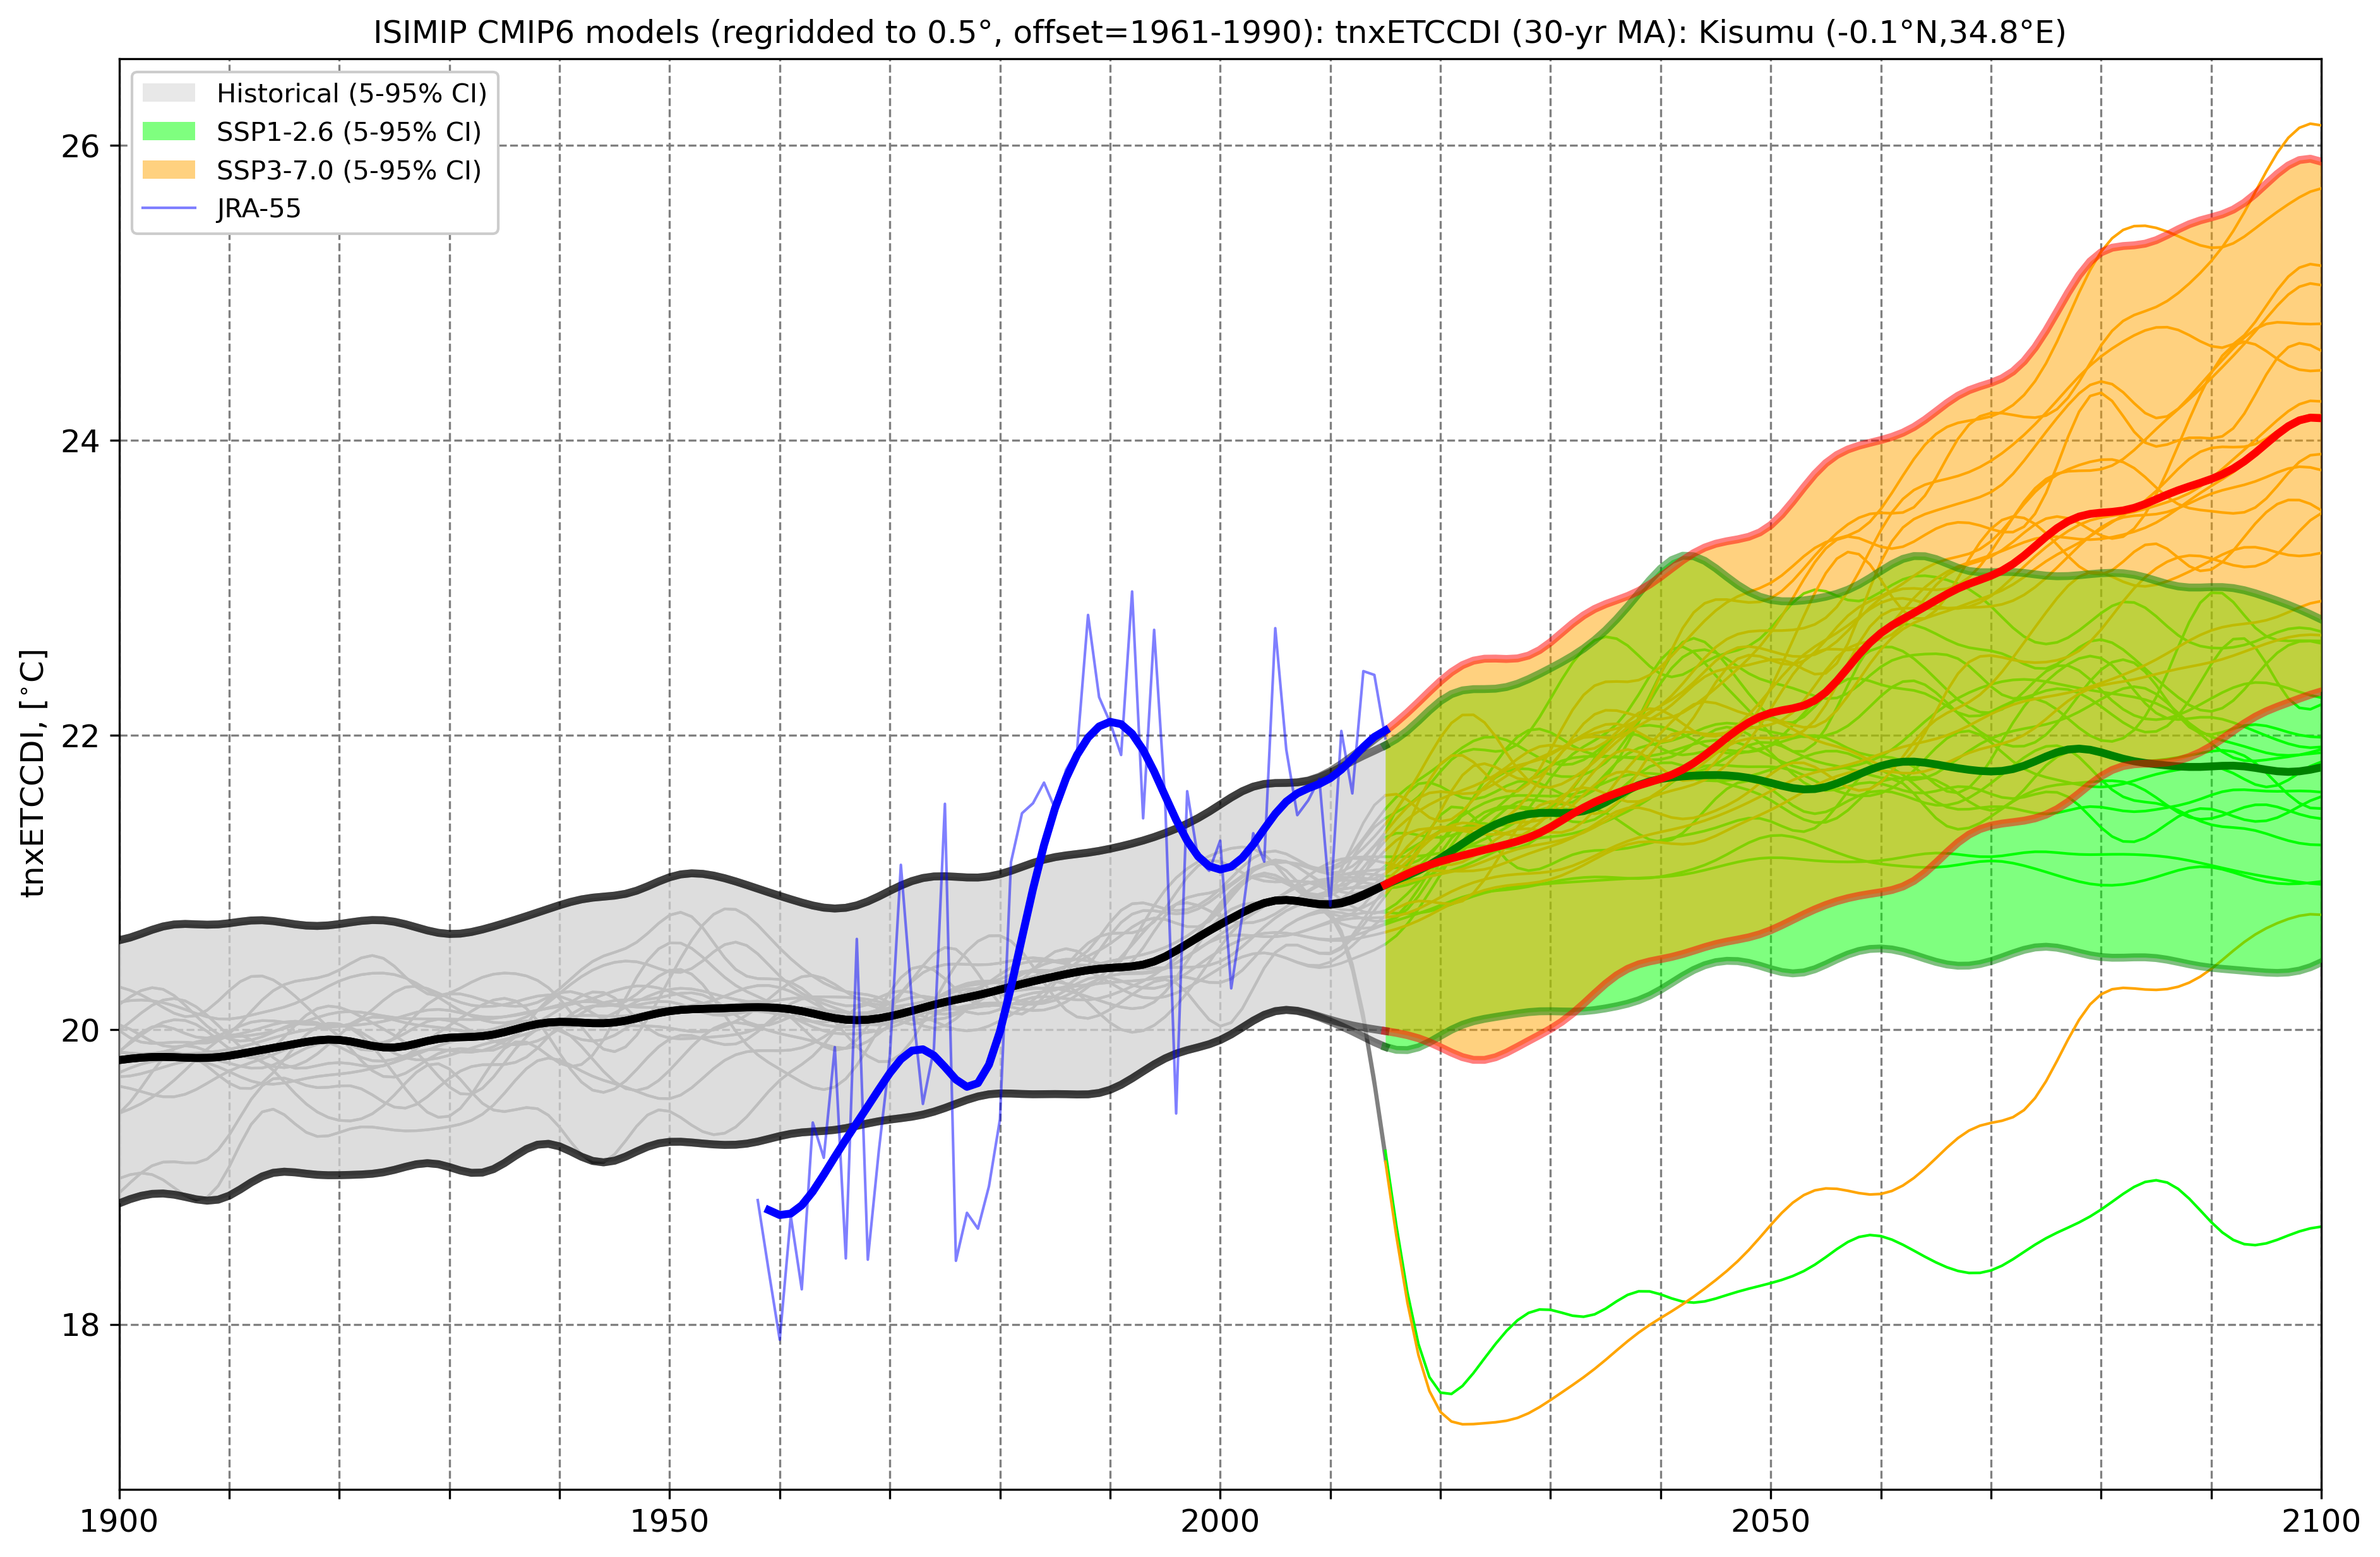 ISIMIP CMIP6 models (regridded to 0.5°, offset=1961-1990): tnxETCCDI (30-yr MA): Kisumu (-0.1°N,34.8°E)
Historical (5-95% CI)
SSP1-2.6 (5-95% CI)
SSP3-7.0 (5-95% CI)
JRA-55
tnxETCCDI, [°C]
26
24
22
20
18
1900
1950
2000
2050
2100